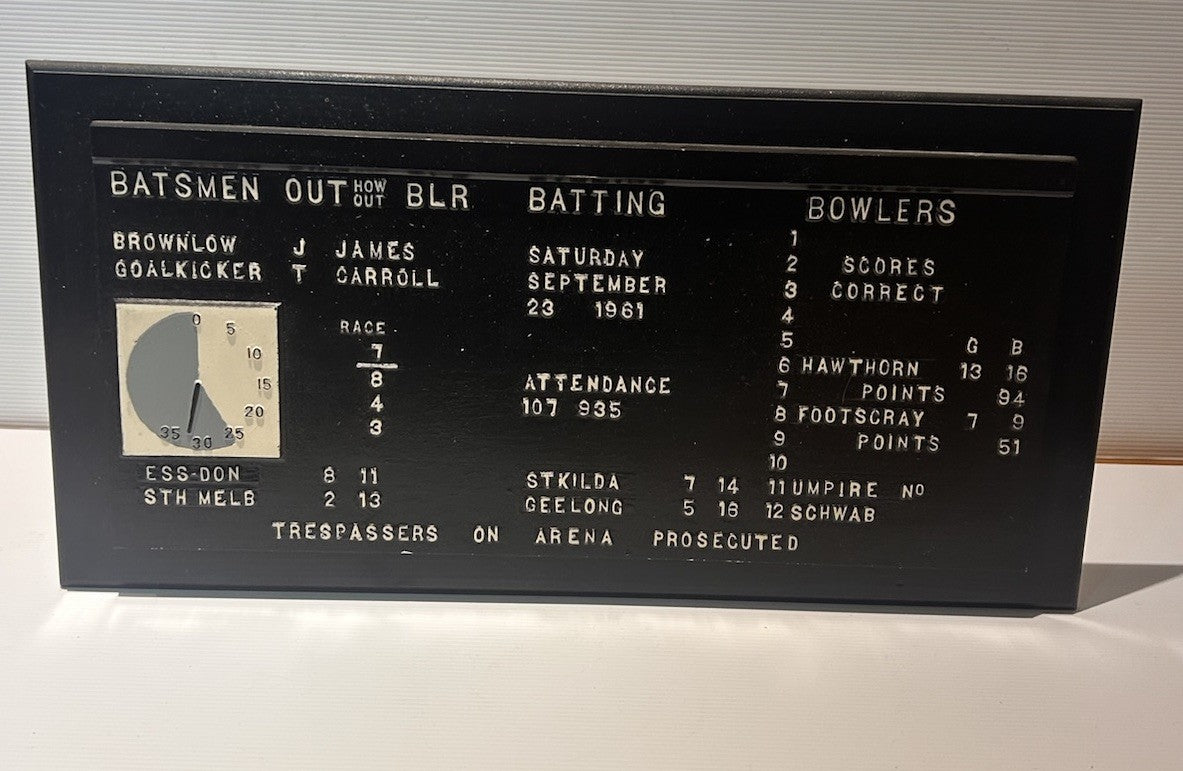 BATSMEN OUT HOW OUT BLR
BROWNLOW J JAMES
GOALKICKER T CARROLL
0
5
10
15
20
25
30
35
RACE
7
8
4
3
ESS-DON 8 11
STH MELB 2 13
BATTING
SATURDAY
SEPTEMBER
23 1961
ATTENDANCE
107 935
STKILDA 7 14
GEELONG 5 16
BOWLERS
1
2 SCORES
3 CORRECT
4
5 G B
6 HAWTHORN 13 16
7 POINTS 94
8 FOOTSCRAY 7 9
9 POINTS 51
10
11 UMPIRE Nº
12 SCHWAB
TRESPASSERS ON ARENA PROSECUTED